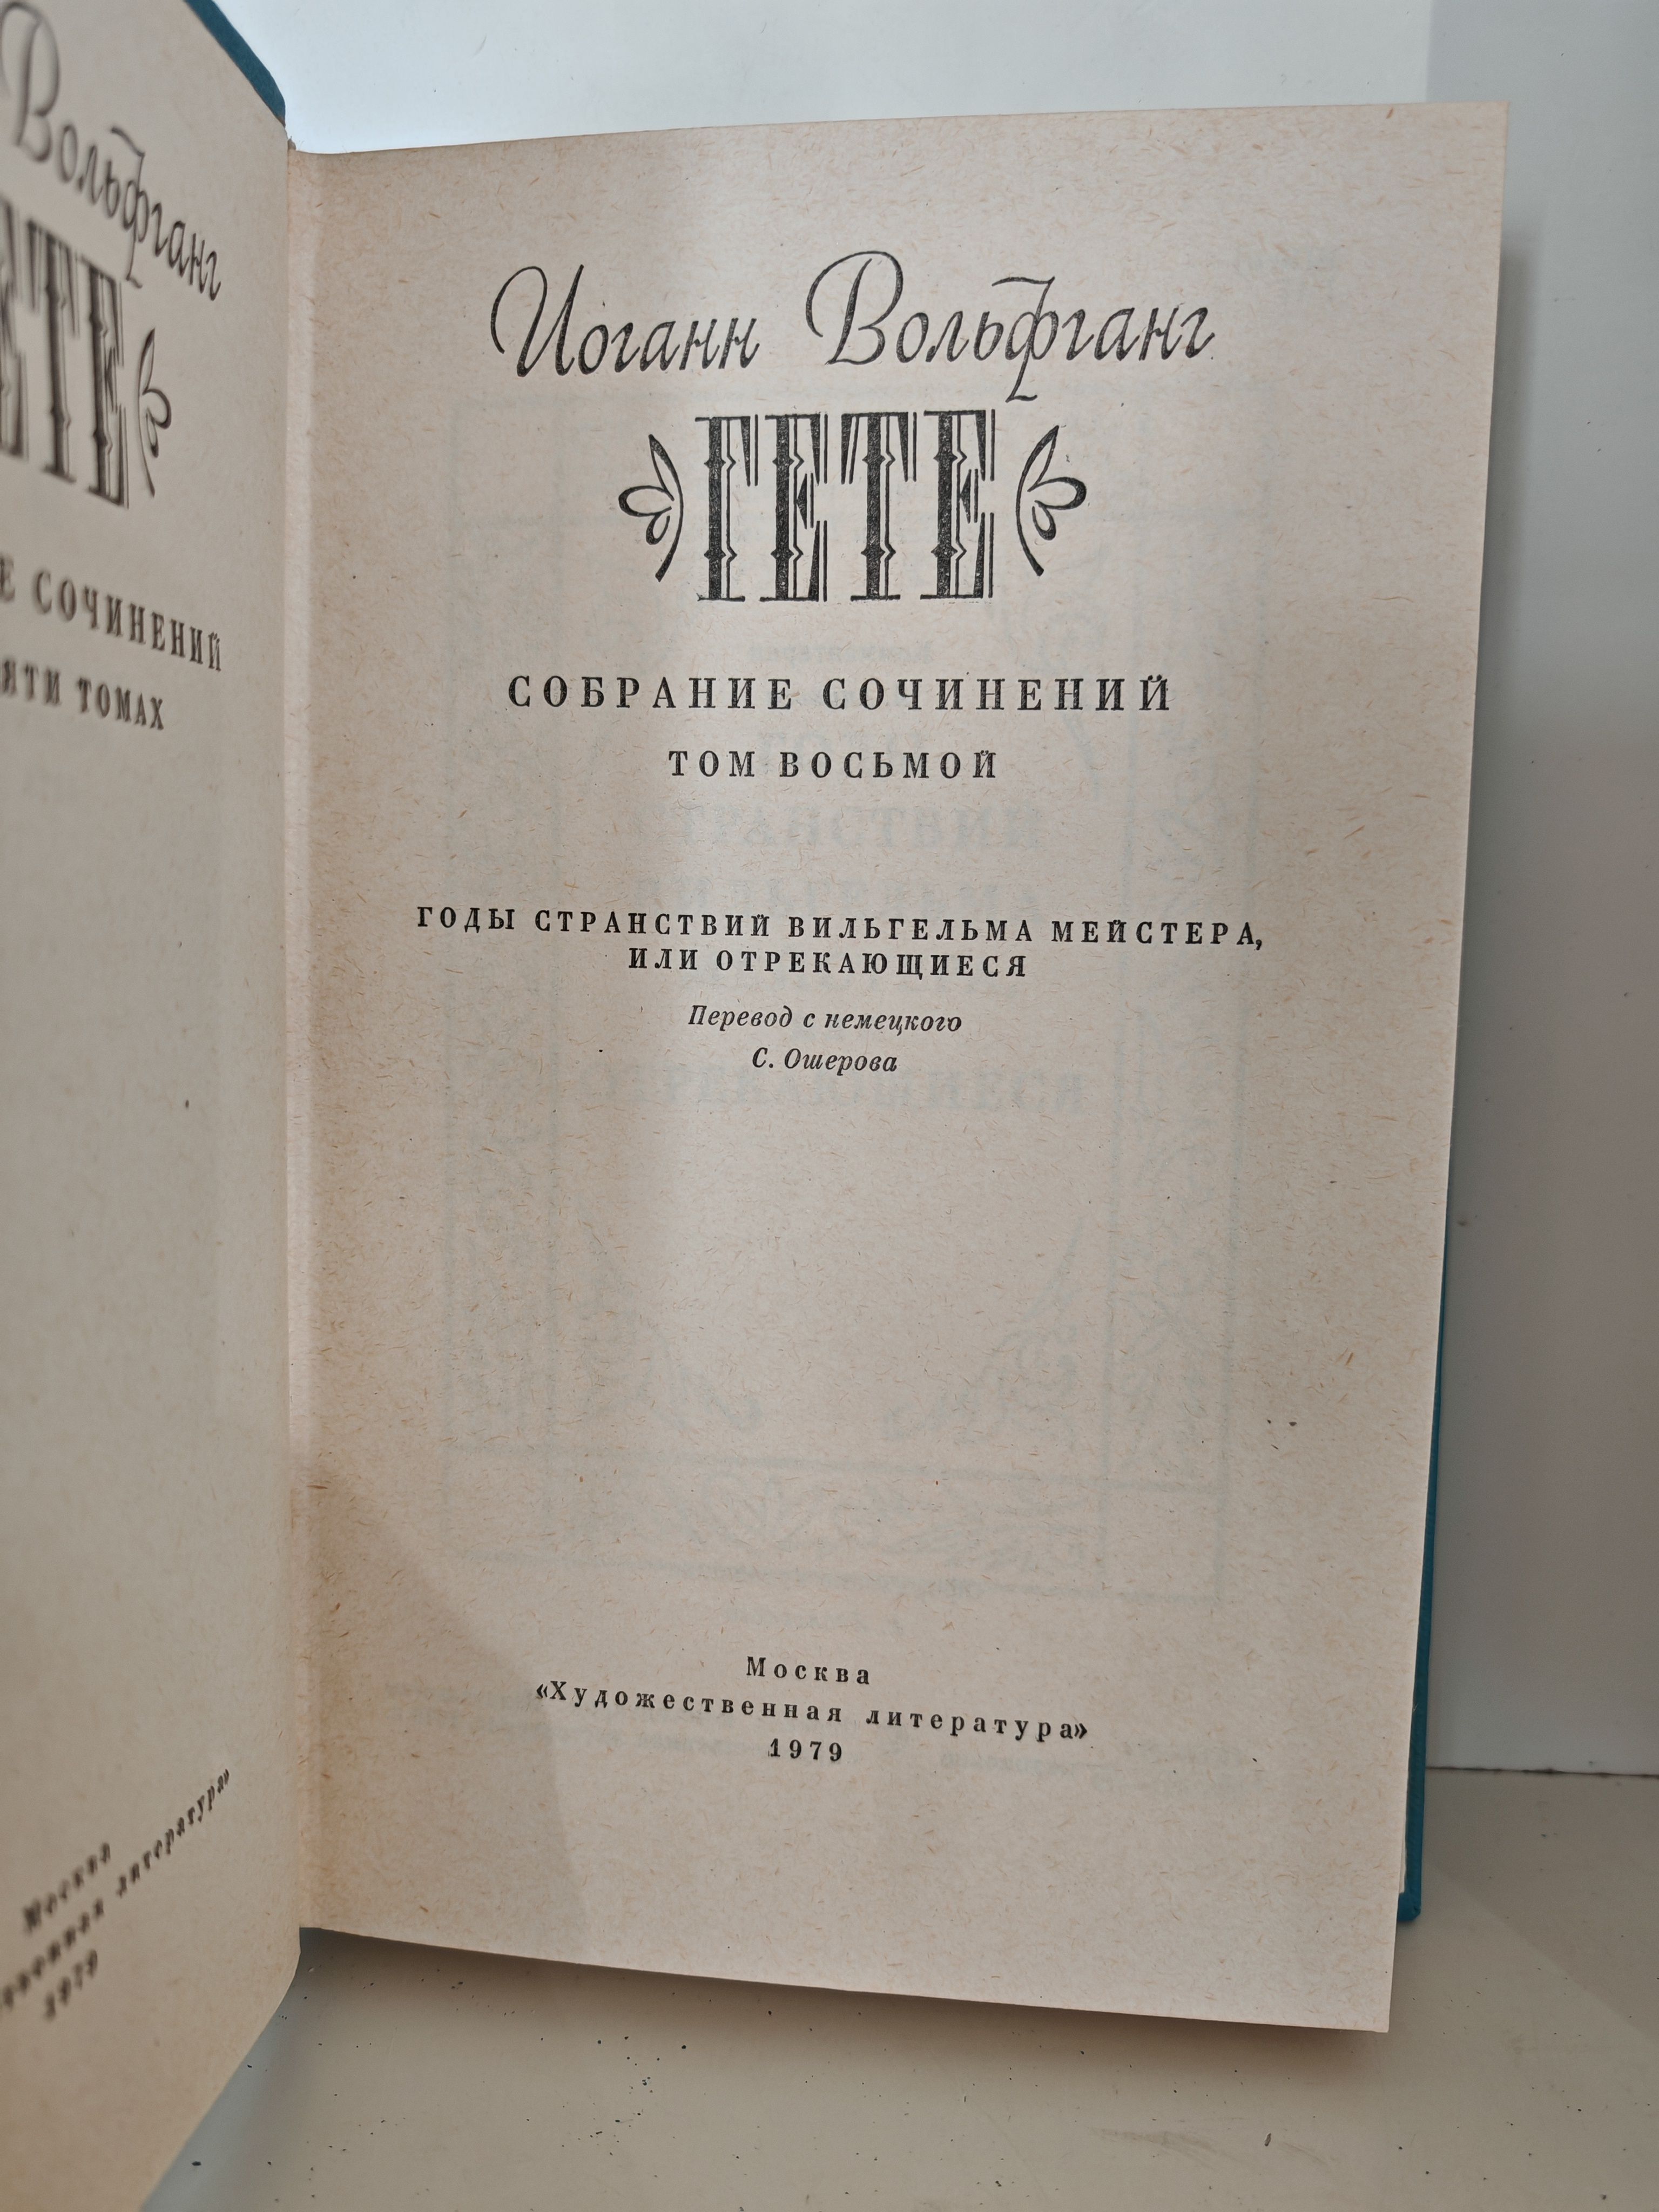 Вольфганг
СОЧИНЕНИЙ
ТОМАХ
Москва
литература»
1979
Иоганн Вольфганг
ГЕТЕ
СОБРАНИЕ СОЧИНЕНИЙ
ТОМ ВОСЬМОЙ
ГОДЫ СТРАНСТВИЙ ВИЛЬГЕЛЬМА МЕЙСТЕРА,
ИЛИ ОТРЕКАЮЩИЕСЯ
Перевод с немецкого
С. Ошерова
Москва
«Художественная литература»
1979